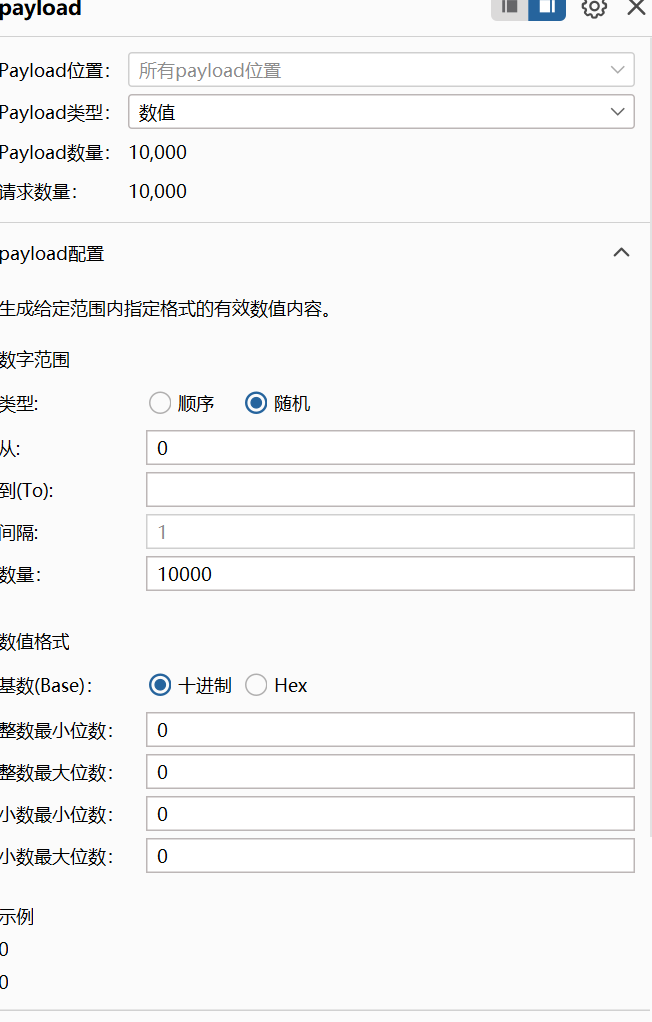 payload
Payload位置： 所有payload位置
Payload类型： 数值
Payload数量： 10,000
请求数量： 10,000
payload配置
生成给定范围内指定格式的有效数值内容。
数字范围
类型: 顺序 随机
从: 0
到(To):
间隔: 1
数量： 10000
数值格式
基数(Base)： 十进制 Hex
整数最小位数： 0
整数最大位数： 0
小数最小位数： 0
小数最大位数： 0
示例
0
0